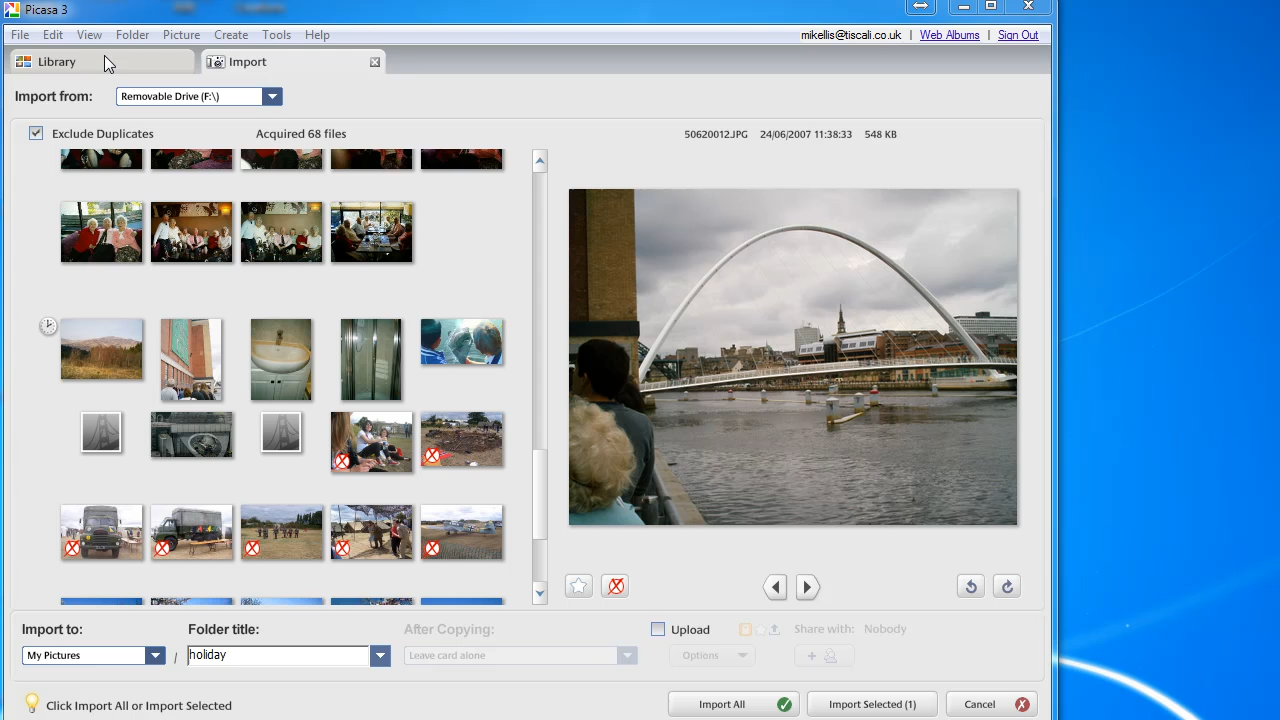 Picasa 3
File Edit View Folder Picture Create Tools Help mikellis@tiscali.co.uk | Web Albums | Sign Out
Library Import
Import from: Removable Drive (F:\)
Exclude Duplicates Acquired 68 files 50620012.JPG 24/06/2007 11:38:33 548 KB
Import to: Folder title: After Copying: Upload Share with: Nobody
My Pictures / holiday Leave card alone Options
Click Import All or Import Selected Import All Import Selected (1) Cancel